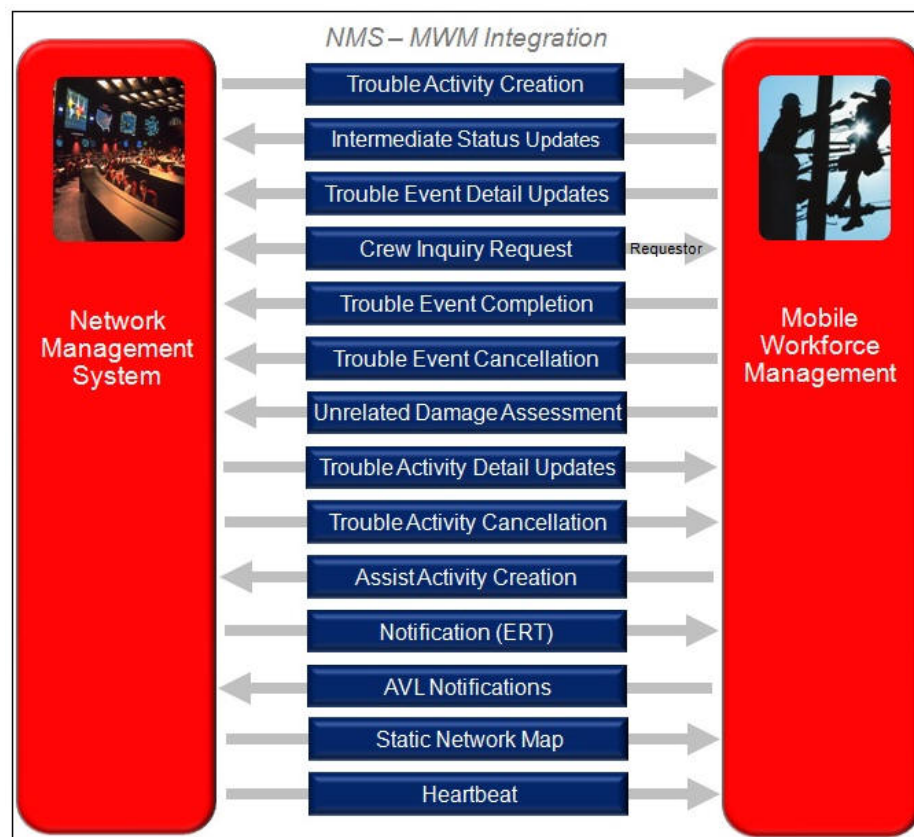 NMS – MWM Integration
Trouble Activity Creation
Intermediate Status Updates
Trouble Event Detail Updates
Crew Inquiry Request
Requestor
Trouble Event Completion
Trouble Event Cancellation
Unrelated Damage Assessment
Trouble Activity Detail Updates
Trouble Activity Cancellation
Assist Activity Creation
Notification (ERT)
AVL Notifications
Static Network Map
Heartbeat
Network
Management
System
Mobile
Workforce
Management